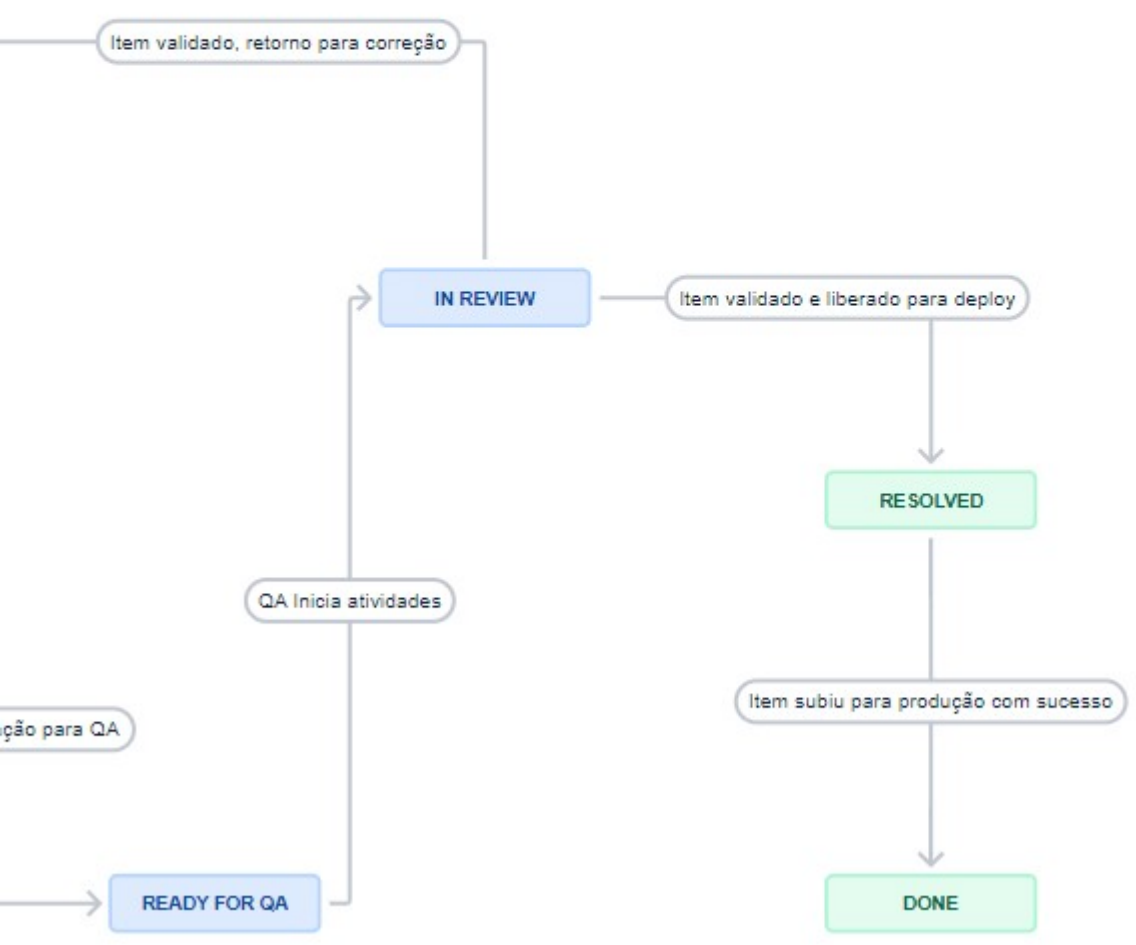 Item validado, retorno para correção
IN REVIEW
Item validado e liberado para deploy
RESOLVED
QA Inicia atividades
Item subiu para produção com sucesso
para QA
READY FOR QA
DONE